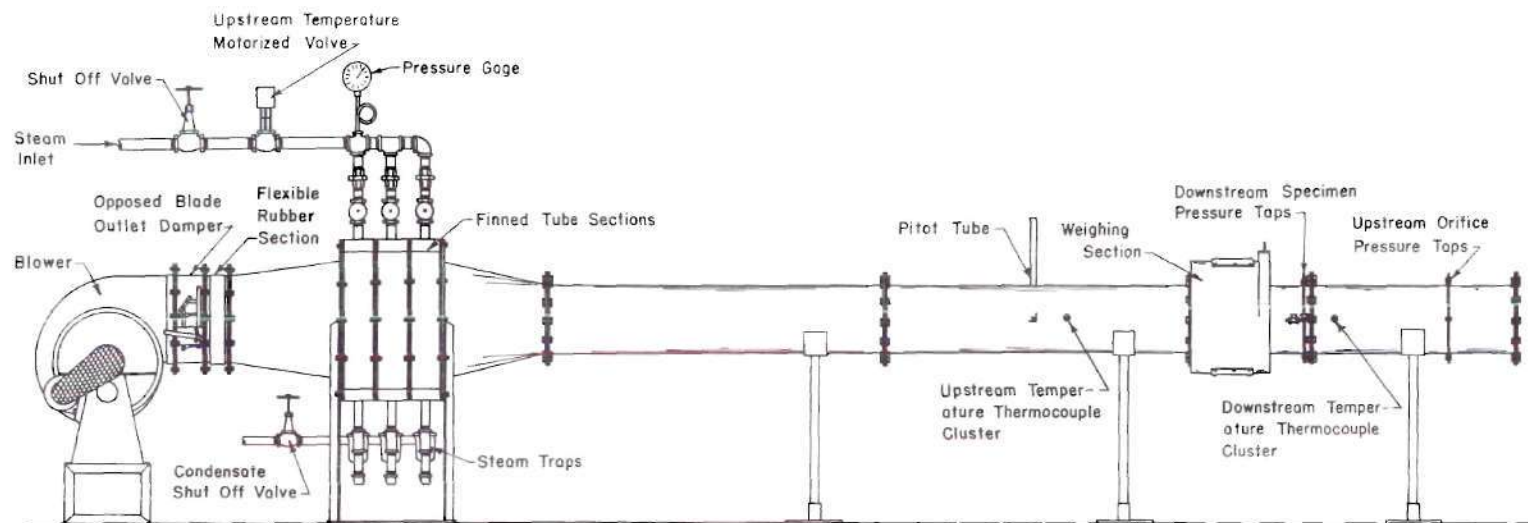 Upstream Temperature
Motorized Valve
Shut Off Valve
Pressure Gage
Steam
Inlet
Opposed Blade
Outlet Damper
Flexible
Rubber
Section
Finned Tube Sections
Blower
Pitot Tube
Weighing
Section
Downstream Specimen
Pressure Taps
Upstream Orifice
Pressure Taps
Upstream Temper-
ature Thermocouple
Cluster
Downstream Temper-
ature Thermocouple
Cluster
Steam Traps
Condensate
Shut Off Valve